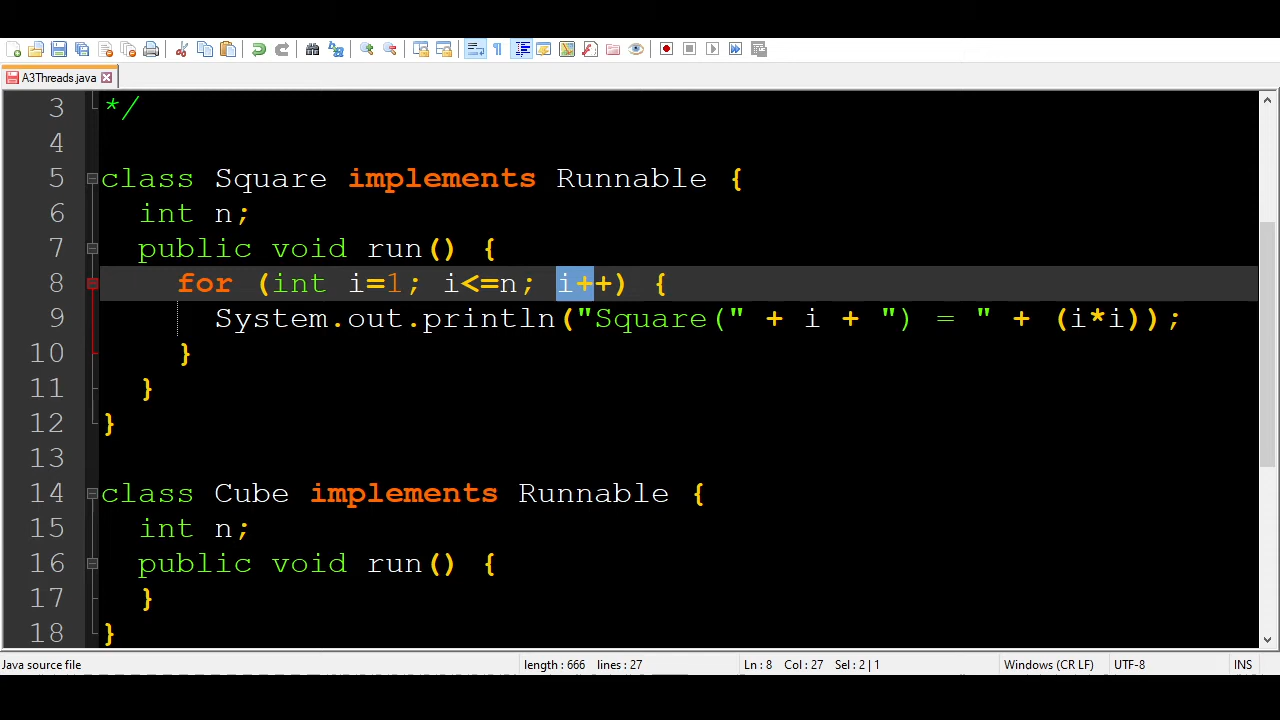 A3Threads.java
3 */
4
5 class Square implements Runnable {
6 int n;
7 public void run() {
8 for (int i=1; i<=n; i++) {
9 System.out.println("Square(" + i + ") = " + (i*i));
10 }
11 }
12 }
13
14 class Cube implements Runnable {
15 int n;
16 public void run() {
17 }
18 }
Java source file length : 666 lines : 27 Ln : 8 Col : 27 Sel : 2 | 1 Windows (CR LF) UTF-8 INS